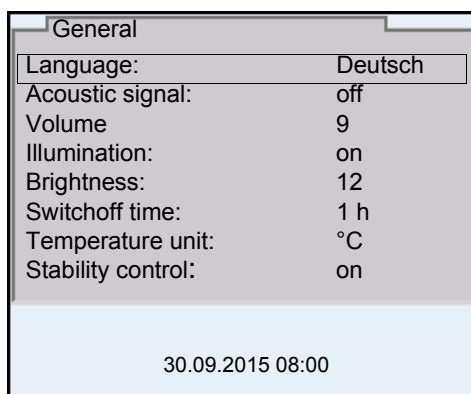 General
Language: Deutsch
Acoustic signal: off
Volume 9
Illumination: on
Brightness: 12
Switchoff time: 1 h
Temperature unit: °C
Stability control: on
30.09.2015 08:00